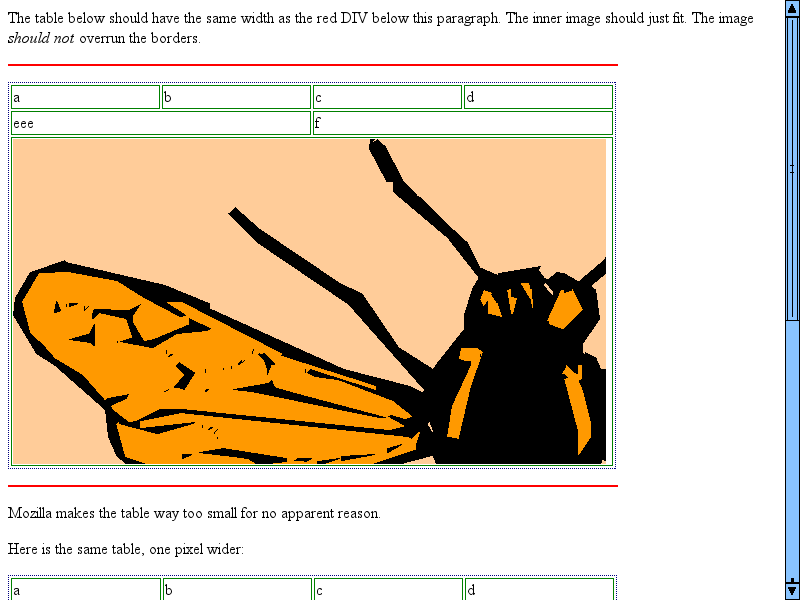 The table below should have the same width as the red DIV below this paragraph. The inner image should just fit. The image
should not overrun the borders.
a b c d
eee f
Mozilla makes the table way too small for no apparent reason.
Here is the same table, one pixel wider:
a b c d